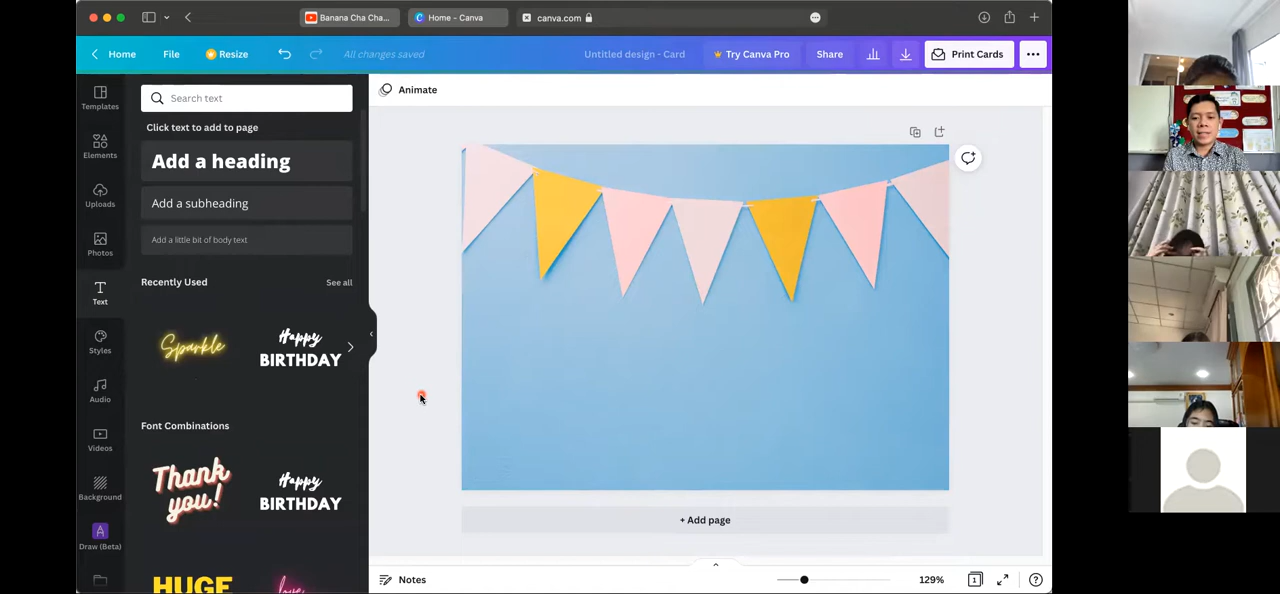 Banana Cha Cha...
Home - Canva
canva.com
Home
File
Resize
All changes saved
Untitled design - Card
Try Canva Pro
Share
Print Cards
Templates
Elements
Uploads
Photos
Text
Styles
Audio
Videos
Background
Draw (Beta)
Search text
Click text to add to page
Add a heading
Add a subheading
Add a little bit of body text
Recently Used
See all
Sparkle
Happy
BIRTHDAY
Font Combinations
Thank
you!
Happy
BIRTHDAY
HUGE
love
Animate
+ Add page
Notes
129%
1